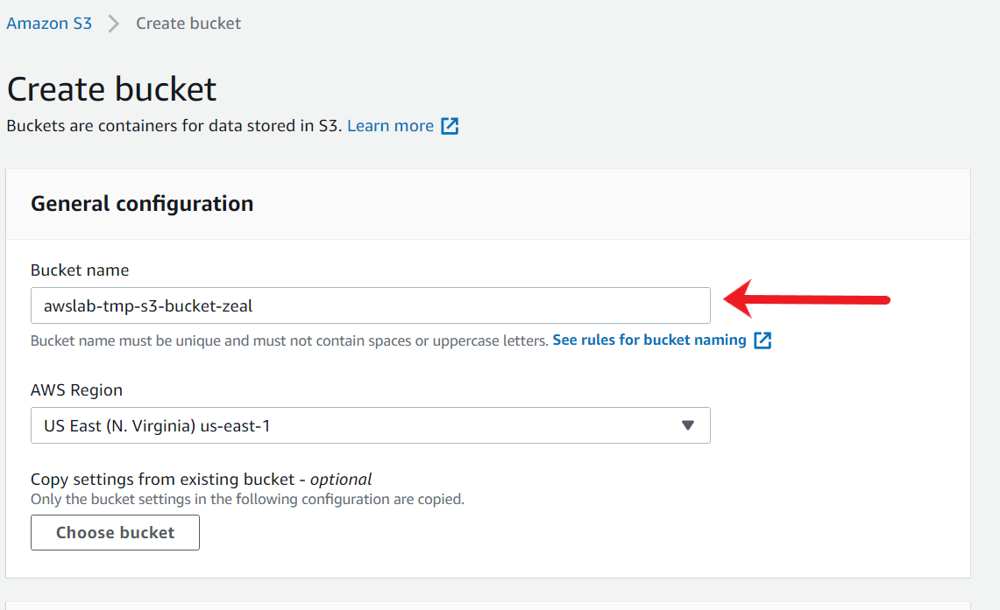 Amazon S3 > Create bucket
Create bucket
Buckets are containers for data stored in S3. Learn more
General configuration
Bucket name
awslab-tmp-s3-bucket-zeal
Bucket name must be unique and must not contain spaces or uppercase letters. See rules for bucket naming
AWS Region
US East (N. Virginia) us-east-1
Copy settings from existing bucket - optional
Only the bucket settings in the following configuration are copied.
Choose bucket